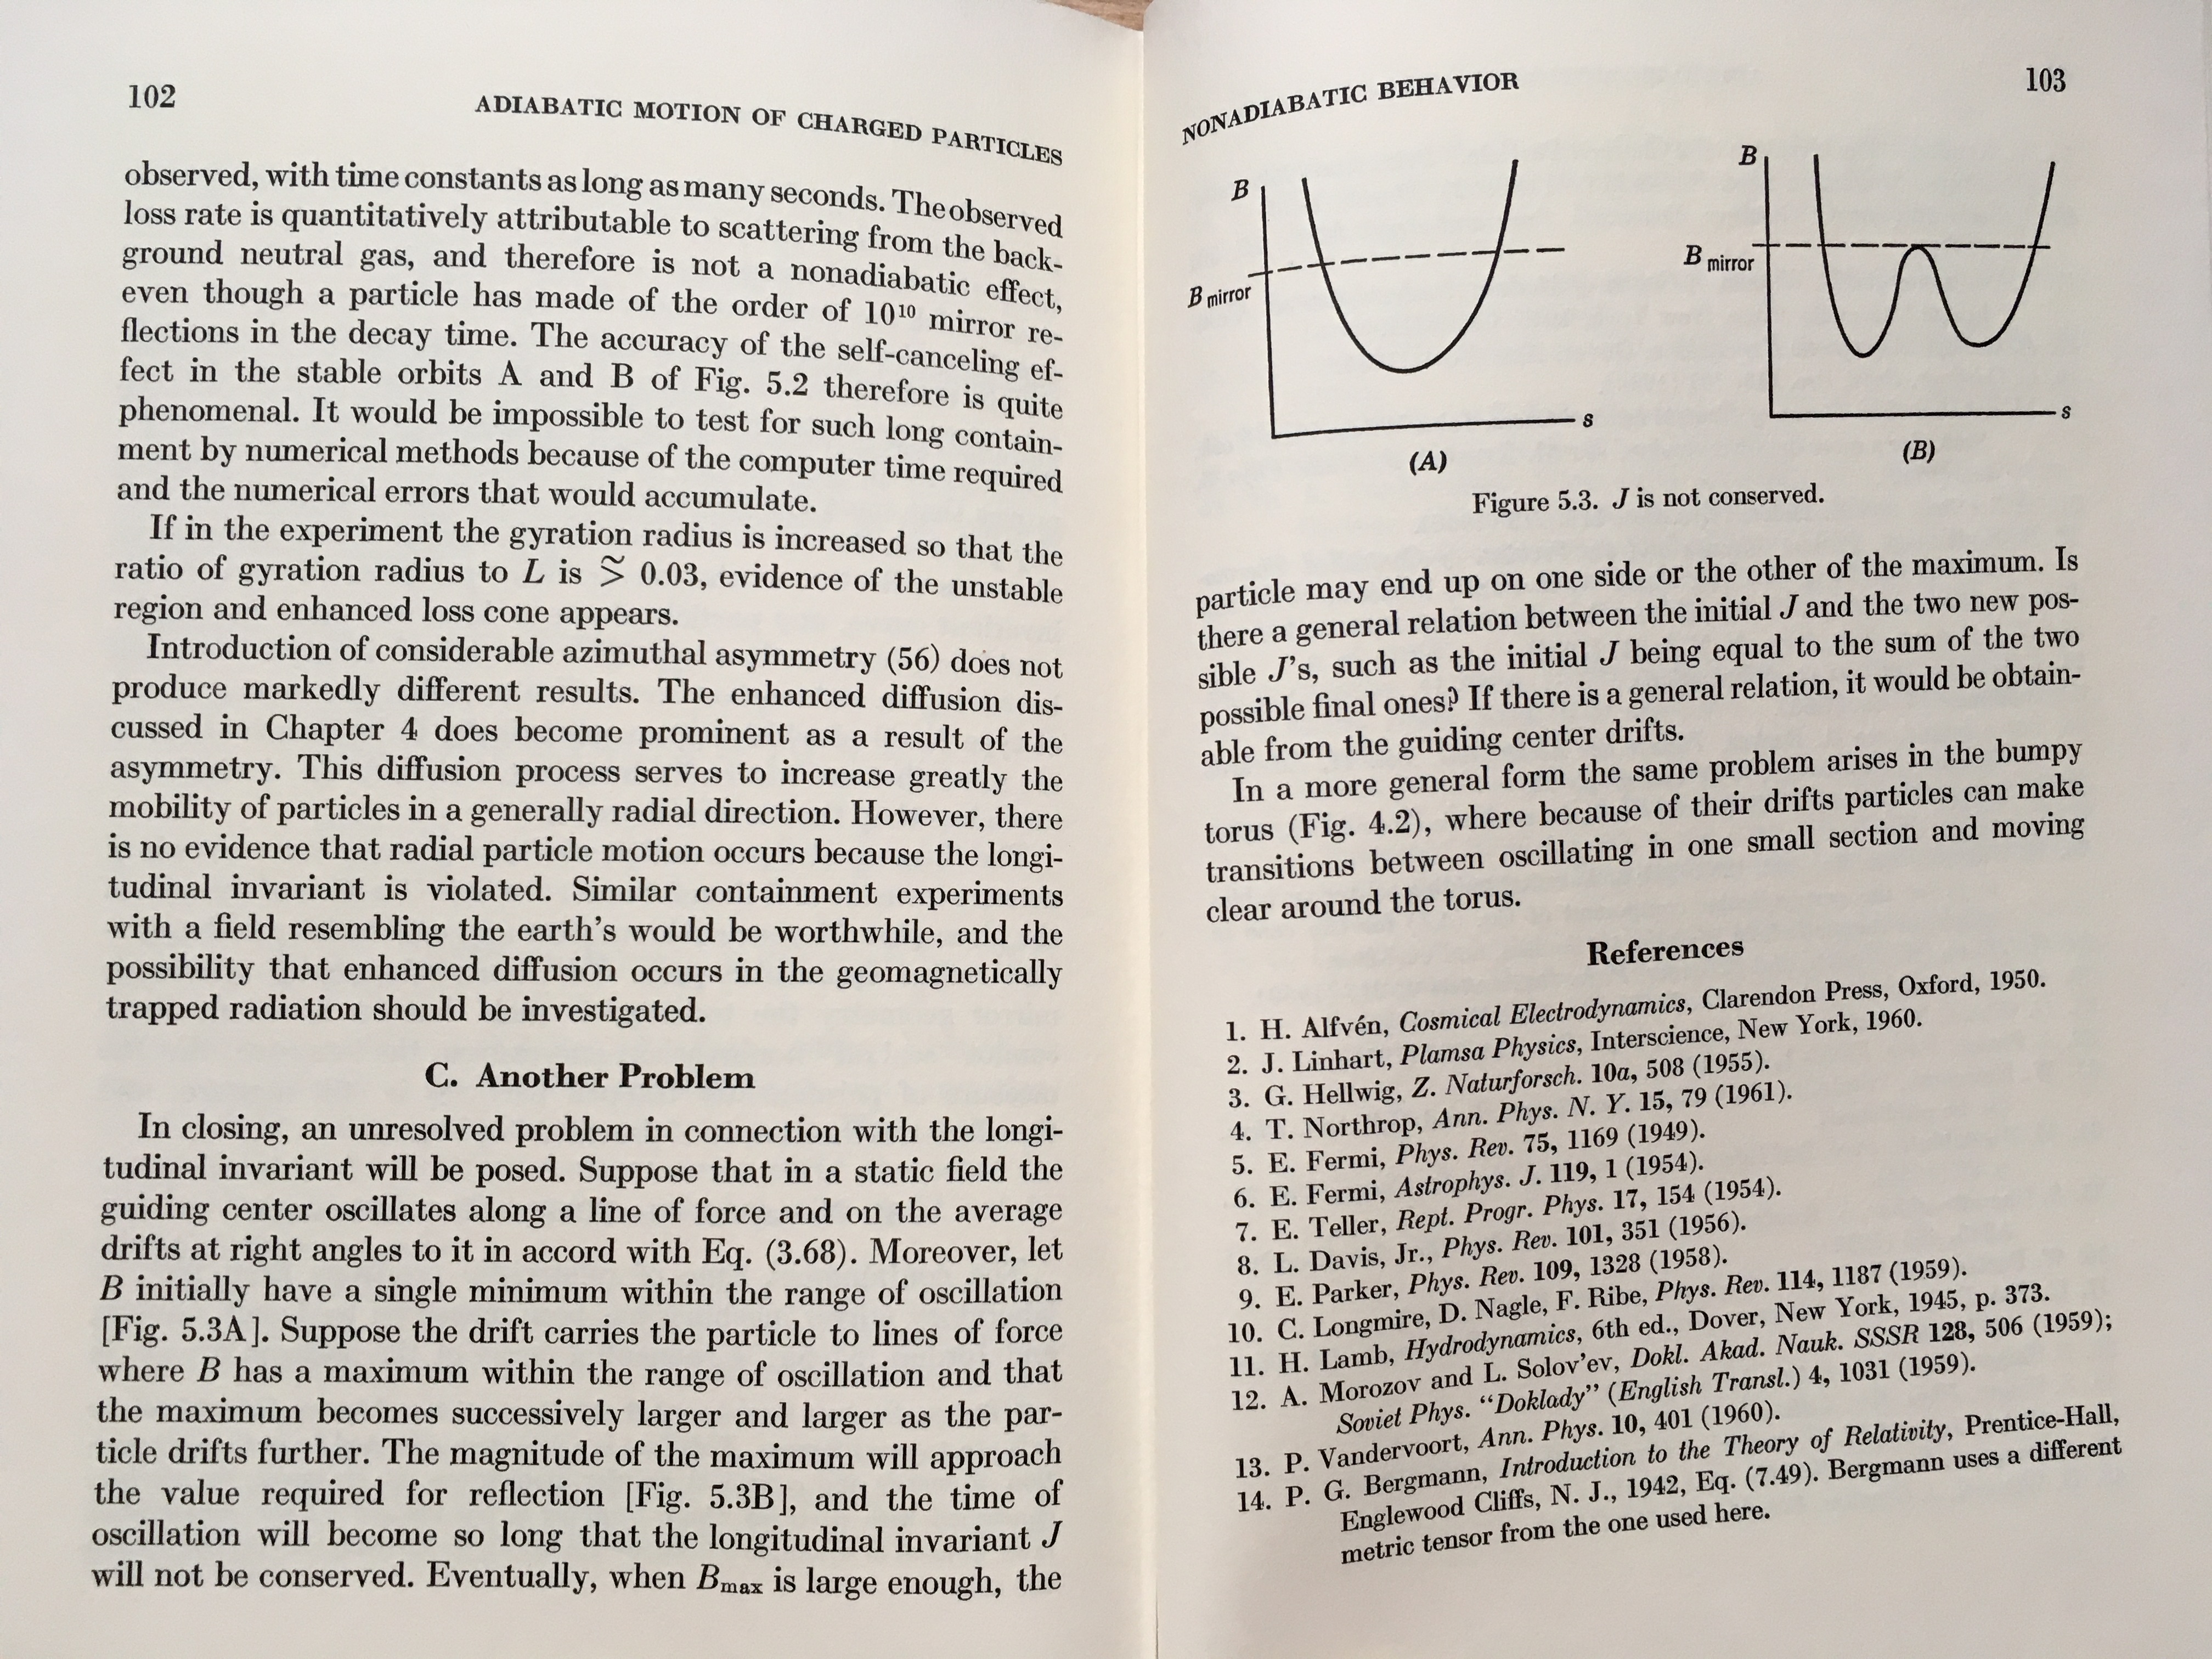 102
ADIABATIC MOTION OF CHARGED PARTICLES
observed, with time constants as long as many seconds. The observed
loss rate is quantitatively attributable to scattering from the back-
ground neutral gas, and therefore is not a nonadiabatic effect,
even though a particle has made of the order of 10¹⁰ mirror re-
flections in the decay time. The accuracy of the self-canceling ef-
fect in the stable orbits A and B of Fig. 5.2 therefore is quite
phenomenal. It would be impossible to test for such long contain-
ment by numerical methods because of the computer time required
and the numerical errors that would accumulate.
If in the experiment the gyration radius is increased so that the
ratio of gyration radius to L is ⪞ 0.03, evidence of the unstable
region and enhanced loss cone appears.
Introduction of considerable azimuthal asymmetry (56) does not
produce markedly different results. The enhanced diffusion dis-
cussed in Chapter 4 does become prominent as a result of the
asymmetry. This diffusion process serves to increase greatly the
mobility of particles in a generally radial direction. However, there
is no evidence that radial particle motion occurs because the longi-
tudinal invariant is violated. Similar containment experiments
with a field resembling the earth's would be worthwhile, and the
possibility that enhanced diffusion occurs in the geomagnetically
trapped radiation should be investigated.
C. Another Problem
In closing, an unresolved problem in connection with the longi-
tudinal invariant will be posed. Suppose that in a static field the
guiding center oscillates along a line of force and on the average
drifts at right angles to it in accord with Eq. (3.68). Moreover, let
B initially have a single minimum within the range of oscillation
[Fig. 5.3A]. Suppose the drift carries the particle to lines of force
where B has a maximum within the range of oscillation and that
the maximum becomes successively larger and larger as the par-
ticle drifts further. The magnitude of the maximum will approach
the value required for reflection [Fig. 5.3B], and the time of
oscillation will become so long that the longitudinal invariant J
will not be conserved. Eventually, when Bmax is large enough, the
NONADIABATIC BEHAVIOR
103
B
B mirror
s
(A)
B
B mirror
s
(B)
Figure 5.3. J is not conserved.
particle may end up on one side or the other of the maximum. Is
there a general relation between the initial J and the two new pos-
sible J's, such as the initial J being equal to the sum of the two
possible final ones? If there is a general relation, it would be obtain-
able from the guiding center drifts.
In a more general form the same problem arises in the bumpy
torus (Fig. 4.2), where because of their drifts particles can make
transitions between oscillating in one small section and moving
clear around the torus.
References
1. H. Alfvén, Cosmical Electrodynamics, Clarendon Press, Oxford, 1950.
2. J. Linhart, Plamsa Physics, Interscience, New York, 1960.
3. G. Hellwig, Z. Naturforsch. 10a, 508 (1955).
4. T. Northrop, Ann. Phys. N. Y. 15, 79 (1961).
5. E. Fermi, Phys. Rev. 75, 1169 (1949).
6. E. Fermi, Astrophys. J. 119, 1 (1954).
7. E. Teller, Rept. Progr. Phys. 17, 154 (1954).
8. L. Davis, Jr., Phys. Rev. 101, 351 (1956).
9. E. Parker, Phys. Rev. 109, 1328 (1958).
10. C. Longmire, D. Nagle, F. Ribe, Phys. Rev. 114, 1187 (1959).
11. H. Lamb, Hydrodynamics, 6th ed., Dover, New York, 1945, p. 373.
12. A. Morozov and L. Solov'ev, Dokl. Akad. Nauk. SSSR 128, 506 (1959);
Soviet Phys. "Doklady" (English Transl.) 4, 1031 (1959).
13. P. Vandervoort, Ann. Phys. 10, 401 (1960).
14. P. G. Bergmann, Introduction to the Theory of Relativity, Prentice-Hall,
Englewood Cliffs, N. J., 1942, Eq. (7.49). Bergmann uses a different
metric tensor from the one used here.